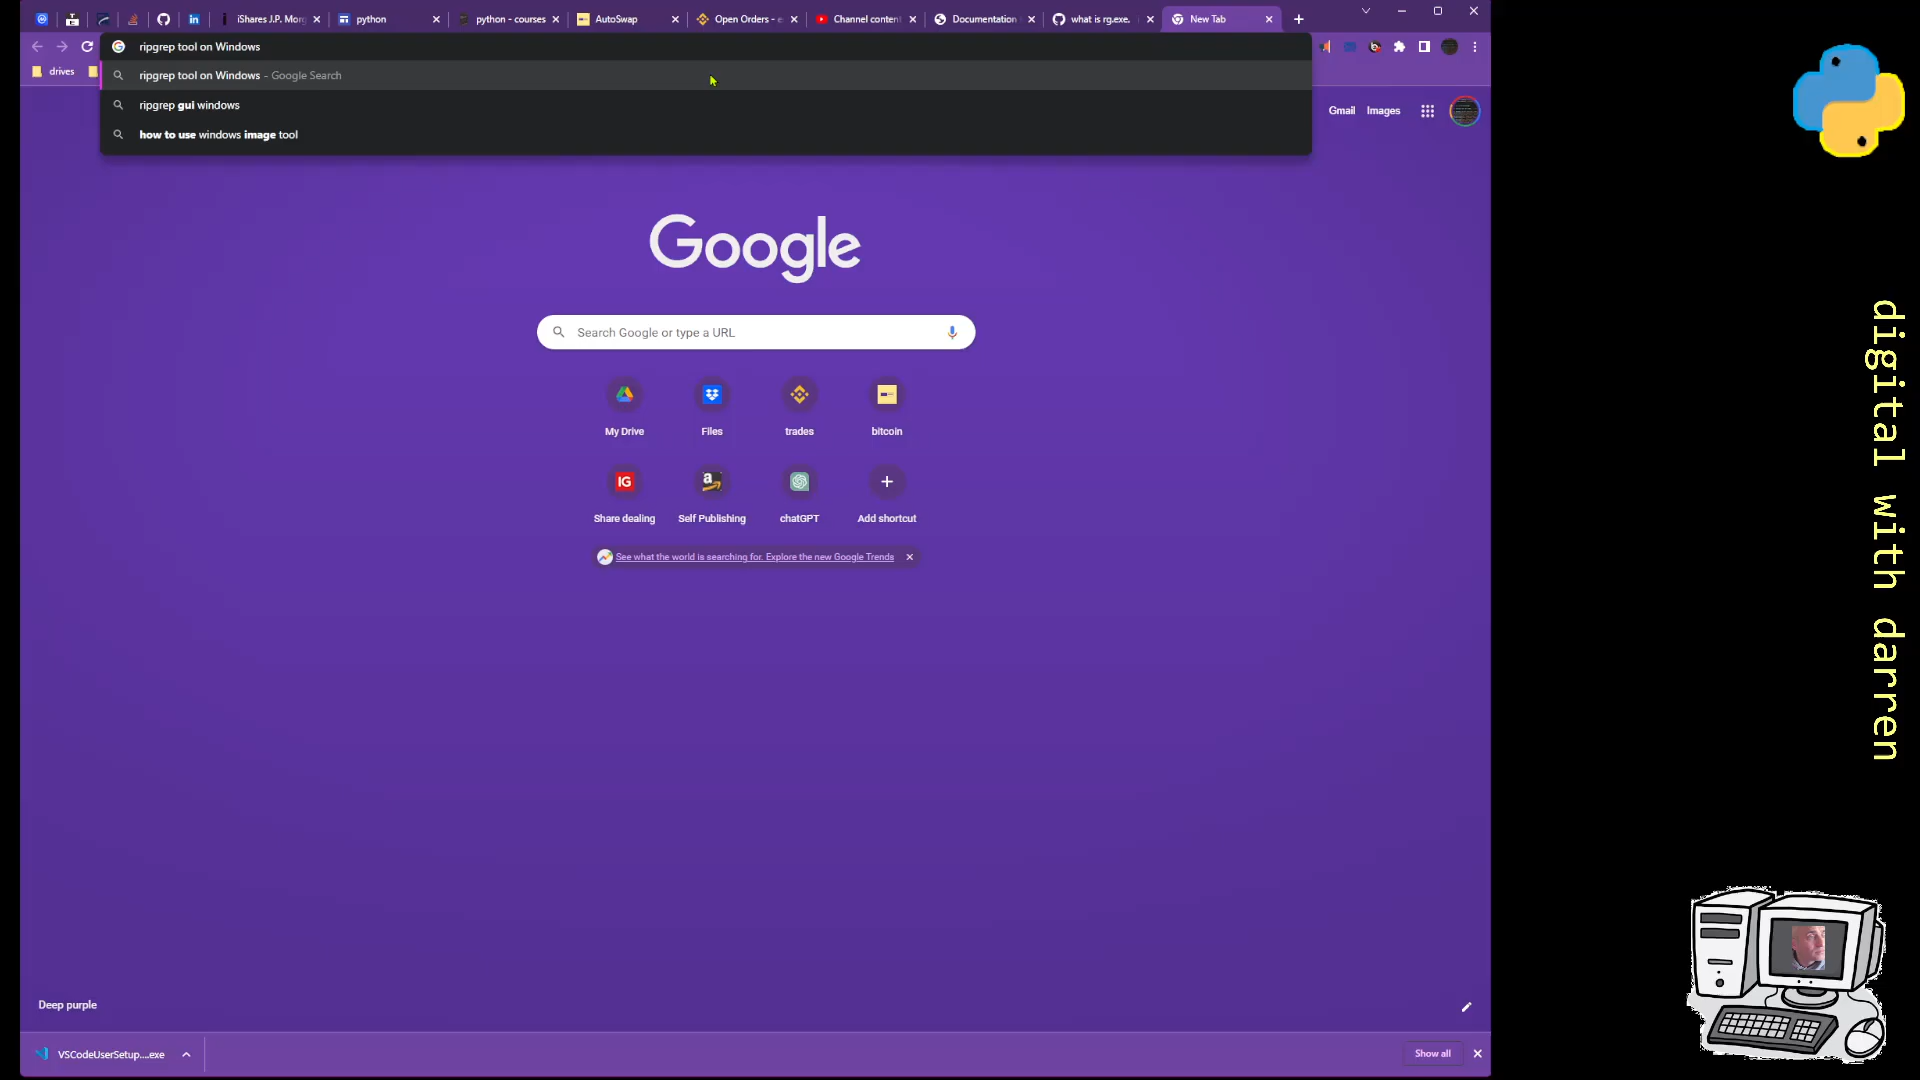 iShares J.P. Morg
python
python - courses
AutoSwap
Open Orders - e
Channel content
Documentation
what is rg.exe.
New Tab
ripgrep tool on Windows
drives
ripgrep tool on Windows - Google Search
ripgrep gui windows
how to use windows image tool
Gmail
Images
Google
Search Google or type a URL
My Drive
Files
trades
bitcoin
IG
a
Share dealing
Self Publishing
chatGPT
Add shortcut
See what the world is searching for. Explore the new Google Trends
digital with darren
Deep purple
VSCodeUserSetup....exe
Show all